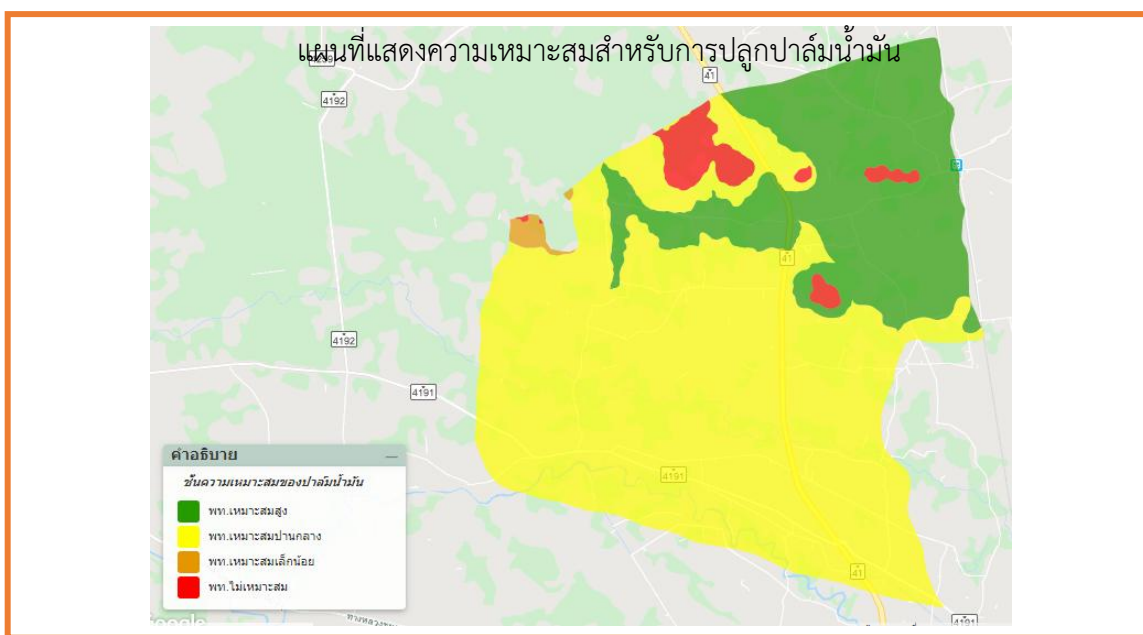 แผนที่แสดงความเหมาะสมสำหรับการปลูกปาล์มน้ำมัน
41
4192
41
4192
4191
4191
41
4191
คำอธิบาย
ชั้นความเหมาะสมของปาล์มน้ำมัน
พท.เหมาะสมสูง
พท.เหมาะสมปานกลาง
พท.เหมาะสมเล็กน้อย
พท.ไม่เหมาะสม